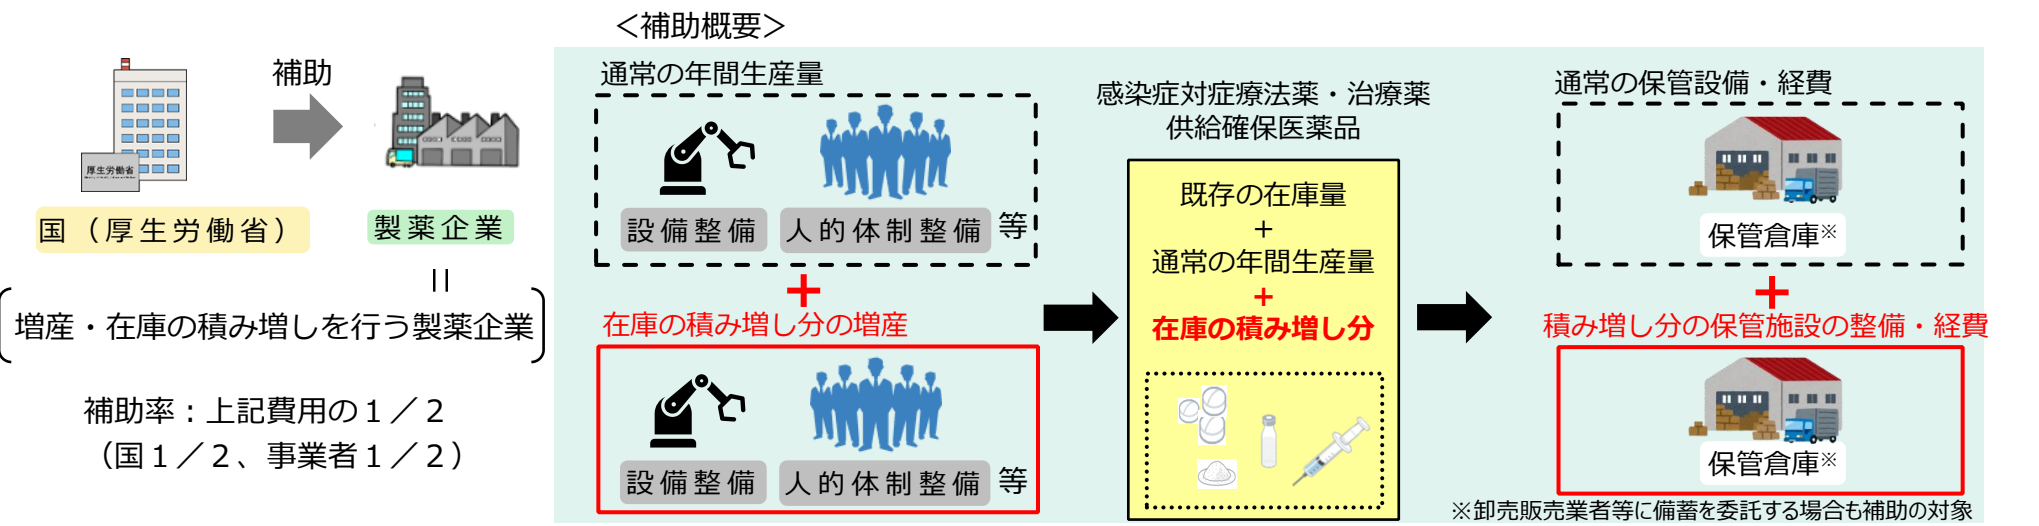 ＜補助概要＞
補助
厚生労働省
国（厚生労働省）
製薬企業
＝
増産・在庫の積み増しを行う製薬企業
補助率：上記費用の１／２
（国１／２、事業者１／２）
通常の年間生産量
設備整備 人的体制整備 等
＋
在庫の積み増し分の増産
設備整備 人的体制整備 等
感染症対症療法薬・治療薬
供給確保医薬品
既存の在庫量
＋
通常の年間生産量
＋
在庫の積み増し分
通常の保管設備・経費
保管倉庫※
＋
積み増し分の保管施設の整備・経費
保管倉庫※
※卸売販売業者等に備蓄を委託する場合も補助の対象